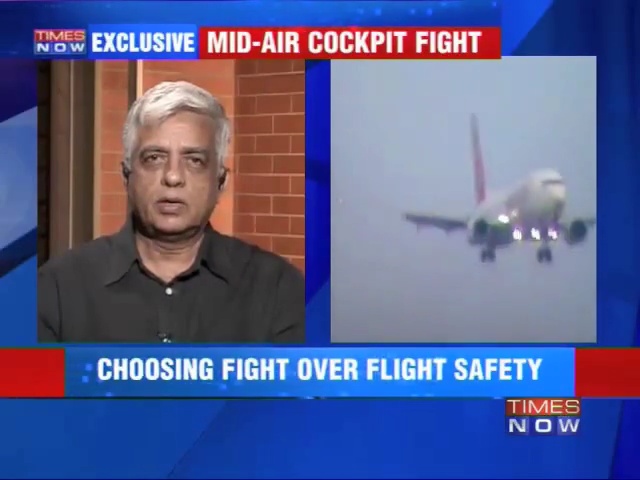 TIMES NOW EXCLUSIVE MID-AIR COCKPIT FIGHT
CHOOSING FIGHT OVER FLIGHT SAFETY
TIMES
NOW